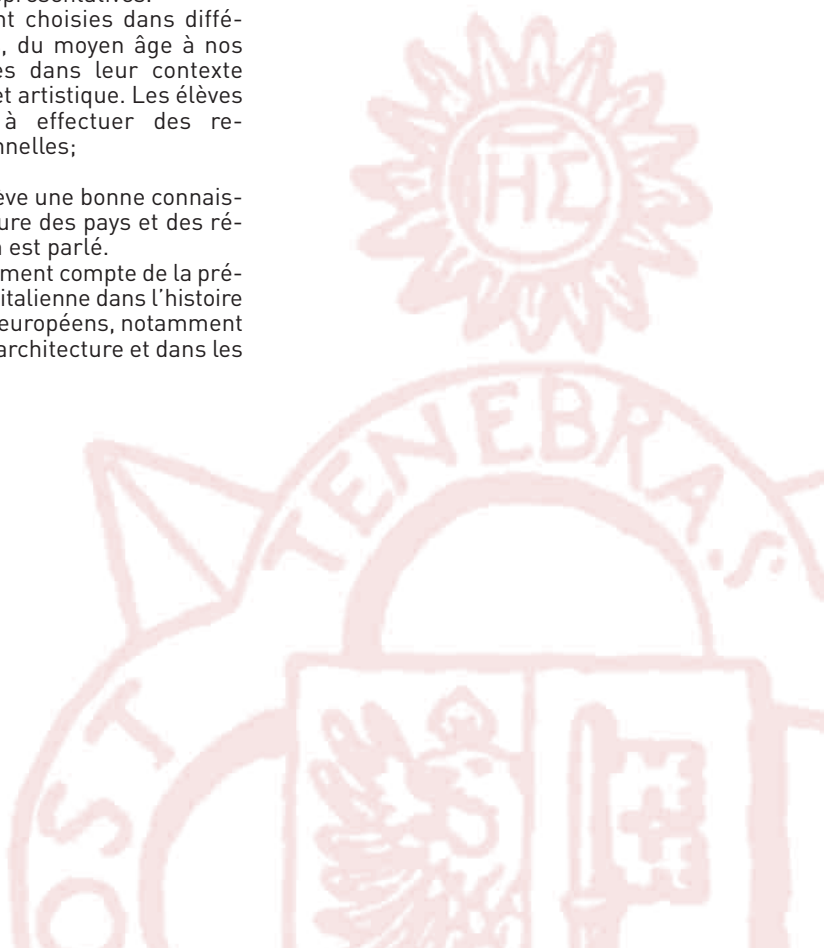 présentatives.
nt choisies dans diffé-
, du moyen âge à nos
es dans leur contexte
et artistique. Les élèves
à effectuer des re-
nnelles;
ève une bonne connais-
ure des pays et des ré-
est parlé.
ment compte de la pré-
italienne dans l'histoire
européens, notamment
architecture et dans les
TENEBRAS.
OST